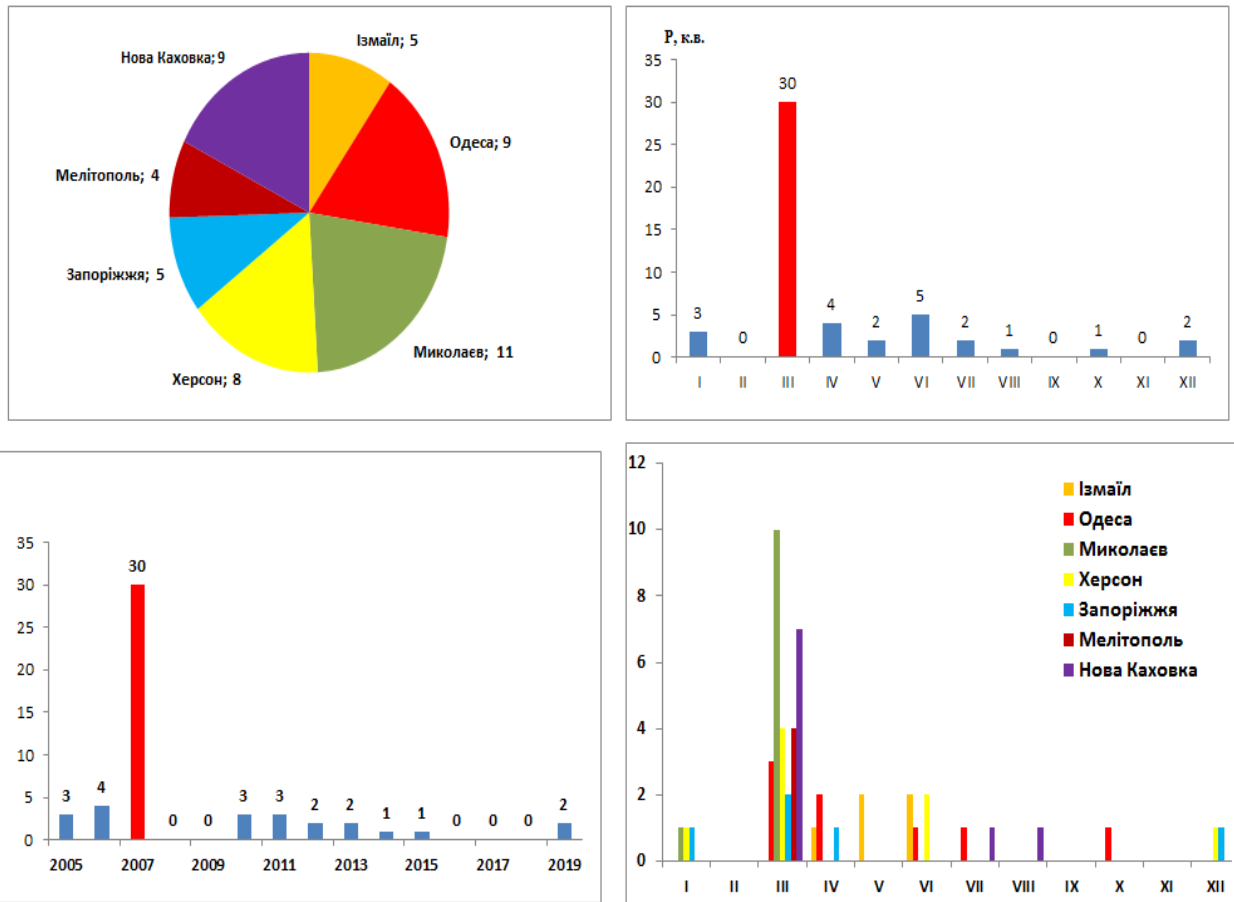 Ізмаїл; 5
Нова Каховка; 9
Одеса; 9
Мелітополь; 4
Запоріжжя; 5
Миколаєв; 11
Херсон; 8
Р, к.в.
35
30
25
20
15
10
5
0
3 0 30 4 2 5 2 1 0 1 0 2
I II III IV V VI VII VIII IX X XI XII
35
30
25
20
15
10
5
0
3 4 30 0 0 3 3 2 2 1 1 0 0 0 2
2005 2007 2009 2011 2013 2015 2017 2019
12
10
8
6
4
2
0
Ізмаїл
Одеса
Миколаєв
Херсон
Запоріжжя
Мелітополь
Нова Каховка
I II III IV V VI VII VIII IX X XI XII